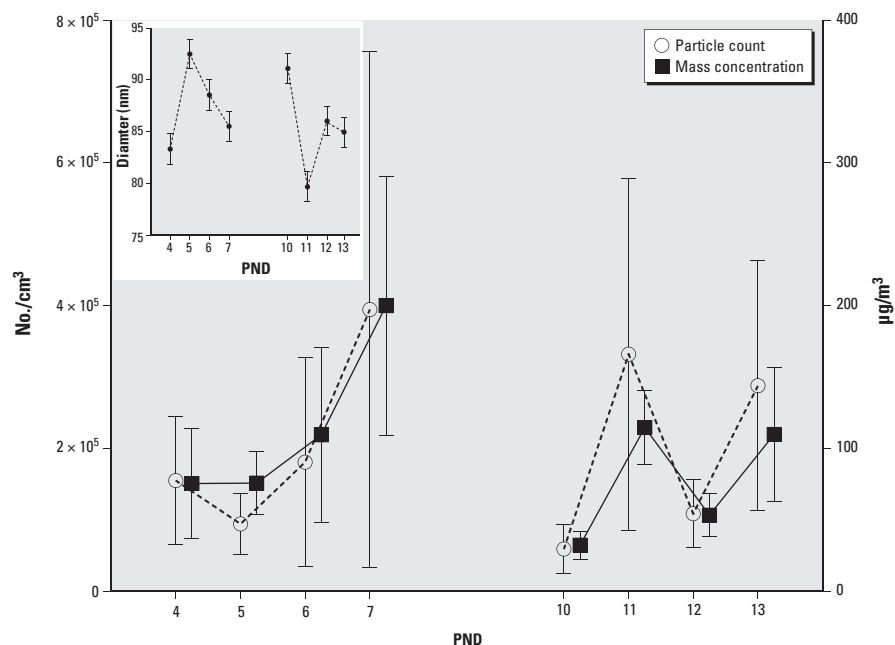 8 × 10⁵
6 × 10⁵
4 × 10⁵
2 × 10⁵
0
No./cm³
400
300
200
100
0
µg/m³
Particle count
Mass concentration
95
90
85
80
75
Diamter (nm)
4 5 6 7 10 11 12 13
PND
4 5 6 7 10 11 12 13
PND